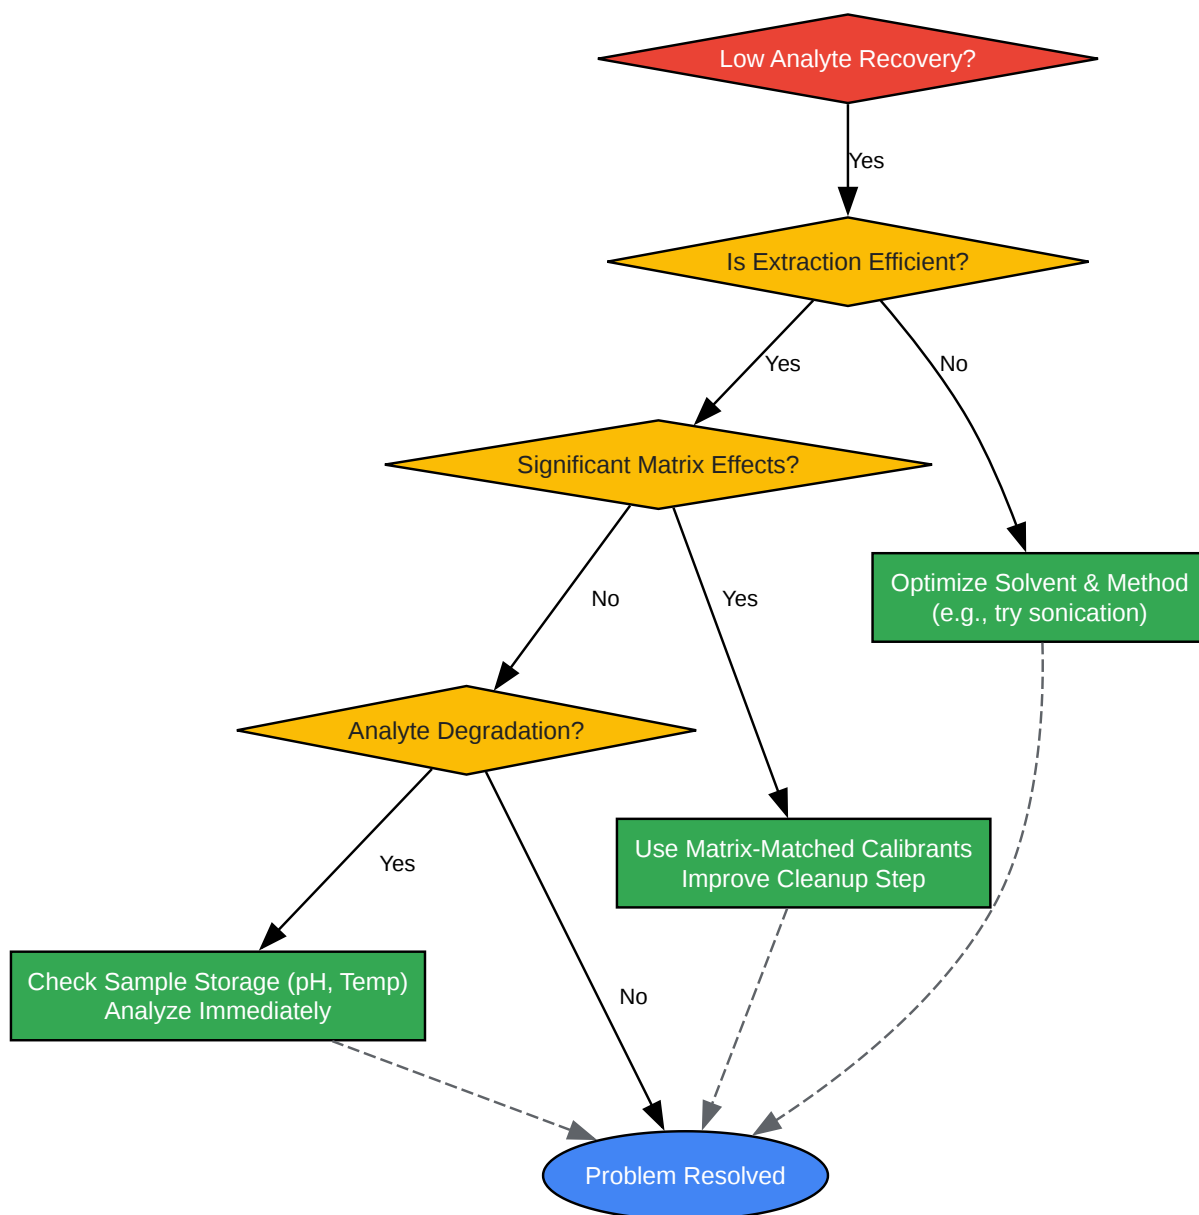 Low Analyte Recovery?
Yes
Is Extraction Efficient?
Yes
No
Significant Matrix Effects?
No
Yes
Optimize Solvent & Method
(e.g., try sonication)
Analyte Degradation?
Yes
Use Matrix-Matched Calibrants
Improve Cleanup Step
Check Sample Storage (pH, Temp)
Analyze Immediately
No
Problem Resolved